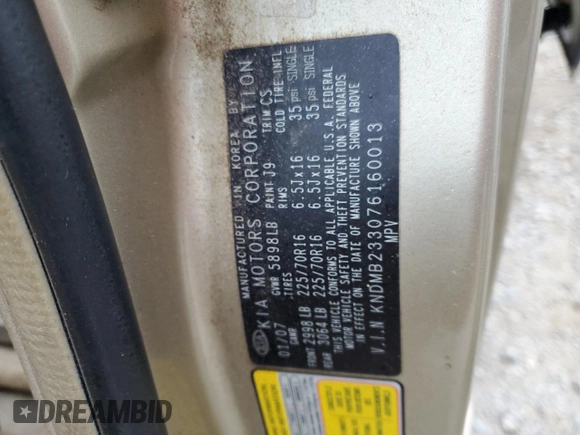 MANUFACTURED IN KOREA BY
KIA KIA MOTORS CORPORATION
01/07 GVWR 5898LB PAINT J9 TRIM CS
GAWR TIRES RIMS COLD TIRE INFL
FRONT 2998LB 225/70R16 6.5Jx16 35 psi SINGLE
REAR 3064LB 225/70R16 6.5Jx16 35 psi SINGLE
THIS VEHICLE CONFORMS TO ALL APPLICABLE U.S.A. FEDERAL
MOTOR VEHICLE SAFETY AND THEFT PREVENTION STANDARDS
IN EFFECT ON THE DATE OF MANUFACTURE SHOWN ABOVE
V.I.N KNDMB233076160013
MPV
DREAMBID